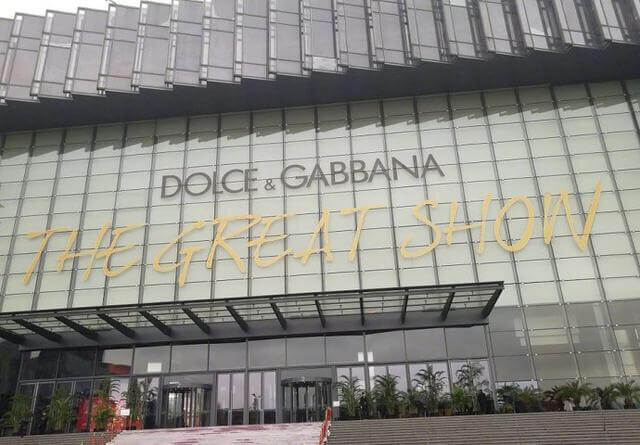 DOLCE & GABBANA
THE GREAT SHOW